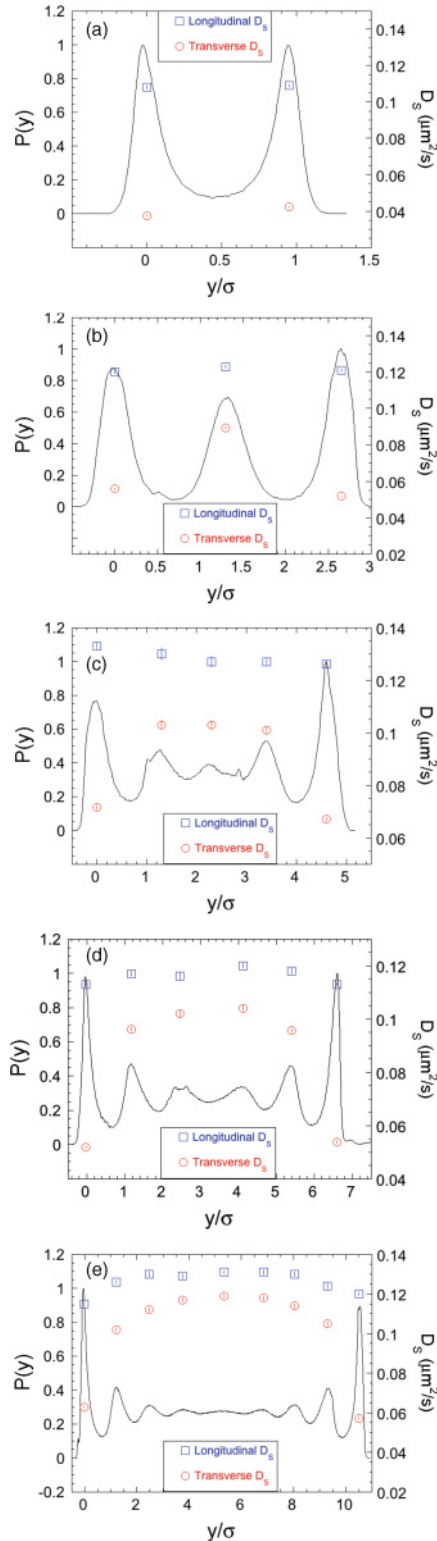 (a)
Longitudinal D_s
Transverse D_s
1.2
1
0.8
0.6
0.4
0.2
0
P(y)
0.15
0.13
0.11
0.08
0.06
0.04
D_S (μm²/s)
0 0.5 1 1.5
y/σ
(b)
1.2
1
0.8
0.6
0.4
0.2
0
P(y)
0.14
0.12
0.10
0.08
0.06
0.04
0.02
D_S (μm²/s)
Longitudinal D_s
Transverse D_s
0 0.5 1 1.5 2 2.5 3
y/σ
(c)
1.2
1
0.8
0.6
0.4
0.2
0
P(y)
0.14
0.12
0.10
0.08
0.06
D_S (μm²/s)
Longitudinal D_s
Transverse D_s
0 1 2 3 4 5
y/σ
(d)
1.2
1
0.8
0.6
0.4
0.2
0
P(y)
0.12
0.10
0.08
0.06
0.04
D_S (μm²/s)
Longitudinal D_s
Transverse D_s
0 1 2 3 4 5 6 7
y/σ
(e)
1.2
1
0.8
0.6
0.4
0.2
0
-0.2
P(y)
0.14
0.12
0.10
0.08
0.06
0.04
0.02
D_S (μm²/s)
Longitudinal D_s
Transverse D_s
0 2 4 6 8 10
y/σ